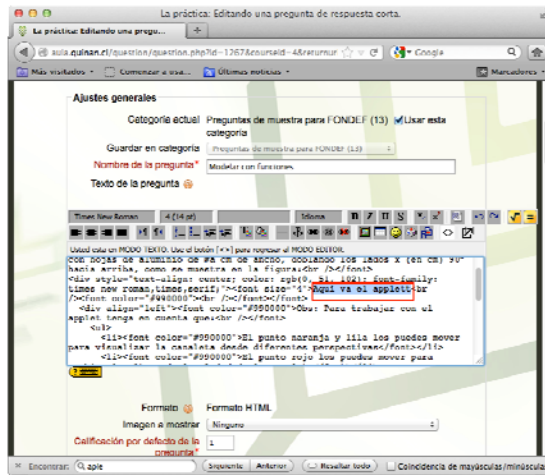 La práctica: Editando una pregunta de respuesta corta.
La práctica: Editando una pregu...
aula.quinan.cl/question/question.php?id=1267&courseid=4&returnur
Google
Más visitados
Comenzar a usa...
Últimas noticias
Marcadores
Ajustes generales
Categoría actual Preguntas de muestra para FONDEF (13) Usar esta categoría
Guardar en categoría Preguntas de muestra para FONDEF (13)
Nombre de la pregunta* Modelar con funciones
Texto de la pregunta
Times New Roman 4 (14 pt) Idioma B I U S
Usted esta en MODO TEXTO. Use el botón [<>] para regresar al MODO EDITOR.
con hojas de aluminio de #a cm de ancho, doblando los lados x (en cm) 90°
hacia arriba, como se muestra en la figura:<br /></font>
<div style="text-align: center; color: rgb(0, 51, 102); font-family:
times new roman,times,serif;"><font size="4">Aquí va el applett<br
/><font color="#990000"><br /></font></font>
<div align="left"><font color="#990000">Obs: Para trabajar con el
applet tenga en cuenta que:<br /></font>
<ul>
<li><font color="#990000">El punto naranja y lila los puedes mover
para visualizar la canaleta desde diferentes perspectivas</font></li>
<li><font color="#990000">El punto rojo los puedes mover para
Formato Formato HTML
Imagen a mostrar Ninguno
Calificación por defecto de la pregunta* 1
Encontrar: aple Siguiente Anterior Resaltar todo Coincidencia de mayúsculas/minúscula